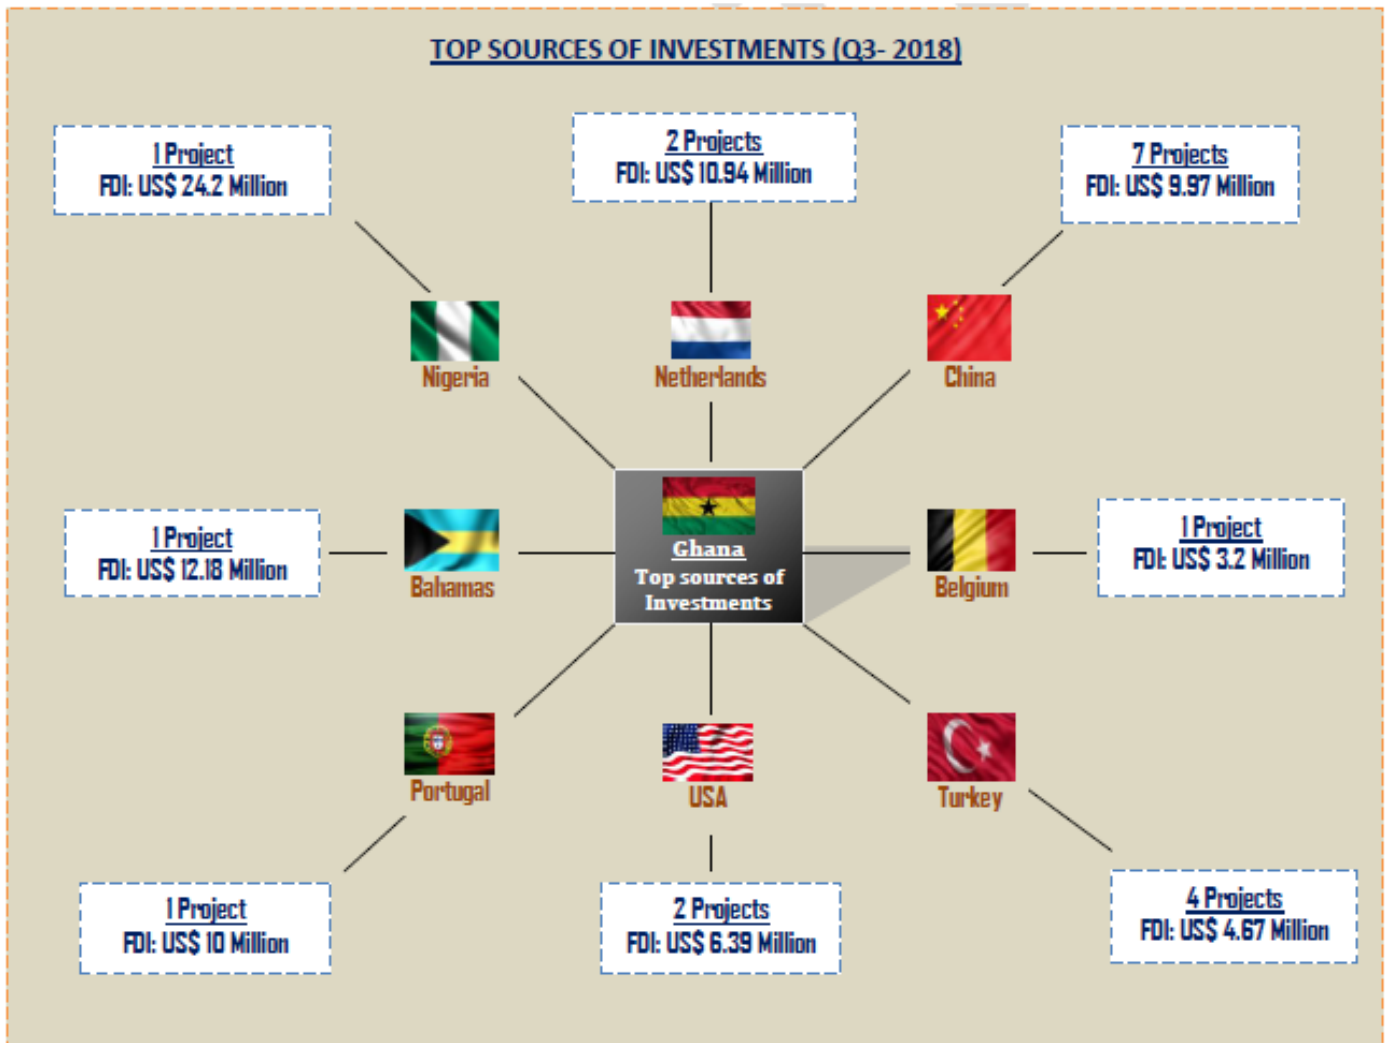 TOP SOURCES OF INVESTMENTS (Q3- 2018)
1 Project
FDI: US$ 24.2 Million
2 Projects
FDI: US$ 10.94 Million
7 Projects
FDI: US$ 9.97 Million
Nigeria
Netherlands
China
1 Project
FDI: US$ 12.18 Million
Bahamas
Ghana
Top sources of
Investments
Belgium
1 Project
FDI: US$ 3.2 Million
Portugal
USA
Turkey
1 Project
FDI: US$ 10 Million
2 Projects
FDI: US$ 6.39 Million
4 Projects
FDI: US$ 4.67 Million